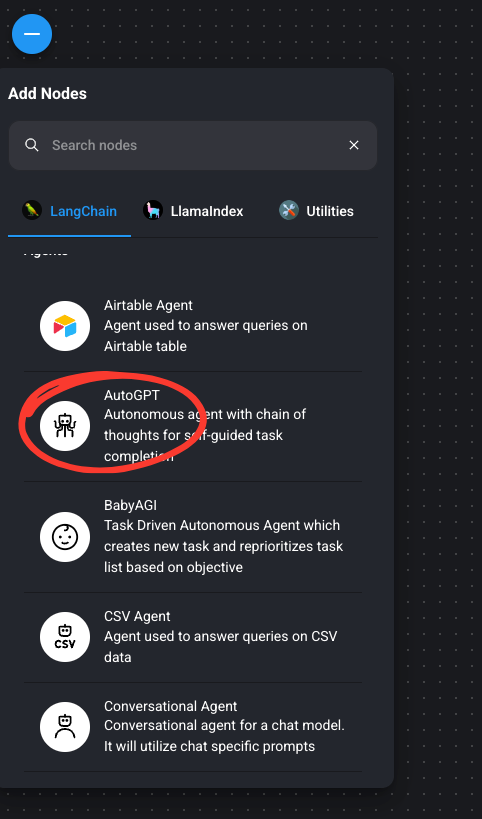 Add Nodes
Search nodes
LangChain
LlamaIndex
Utilities
Agents
Airtable Agent
Agent used to answer queries on
Airtable table
AutoGPT
Autonomous agent with chain of
thoughts for self-guided task
completion
BabyAGI
Task Driven Autonomous Agent which
creates new task and reprioritizes task
list based on objective
CSV Agent
Agent used to answer queries on CSV
data
CSV
Conversational Agent
Conversational agent for a chat model.
It will utilize chat specific prompts